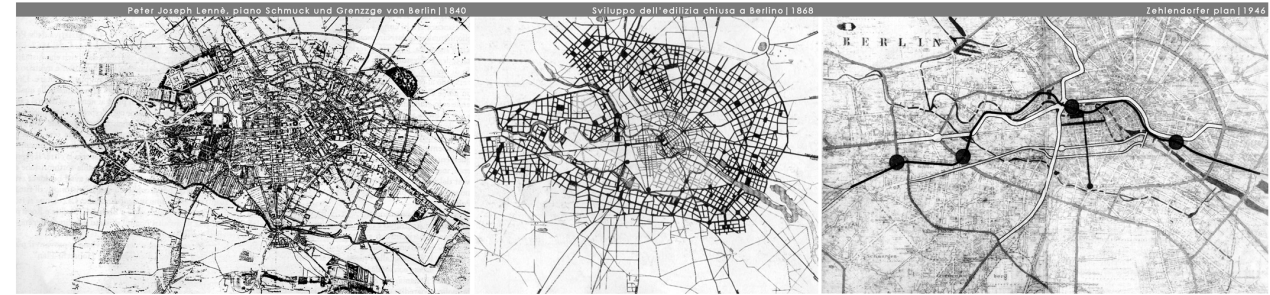 Peter Joseph Lennè, piano Schmuck und Grenzzge von Berlin|1840
Sviluppo dell'edilizia chiusa a Berlino|1868
Zehlendorfer plan|1946
BERLIN